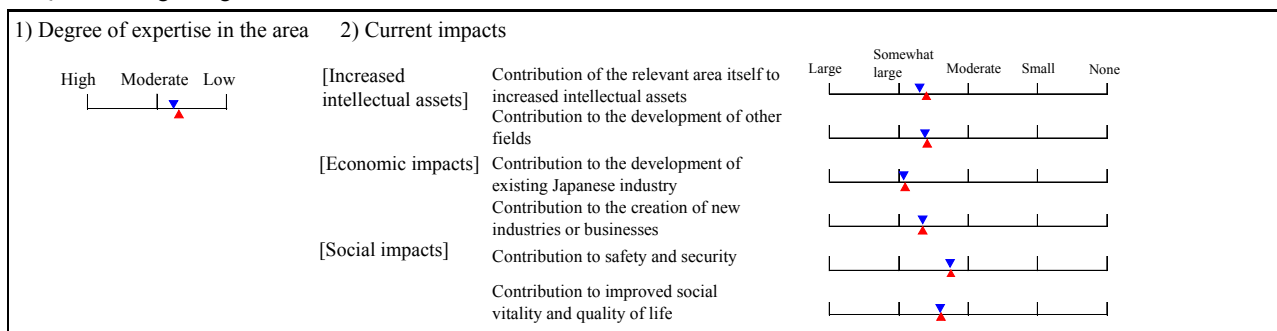 1) Degree of expertise in the area 2) Current impacts
High Moderate Low
Large Somewhat large Moderate Small None
[Increased intellectual assets]
Contribution of the relevant area itself to
increased intellectual assets
Contribution to the development of other
fields
[Economic impacts]
Contribution to the development of
existing Japanese industry
Contribution to the creation of new
industries or businesses
[Social impacts]
Contribution to safety and security
Contribution to improved social
vitality and quality of life